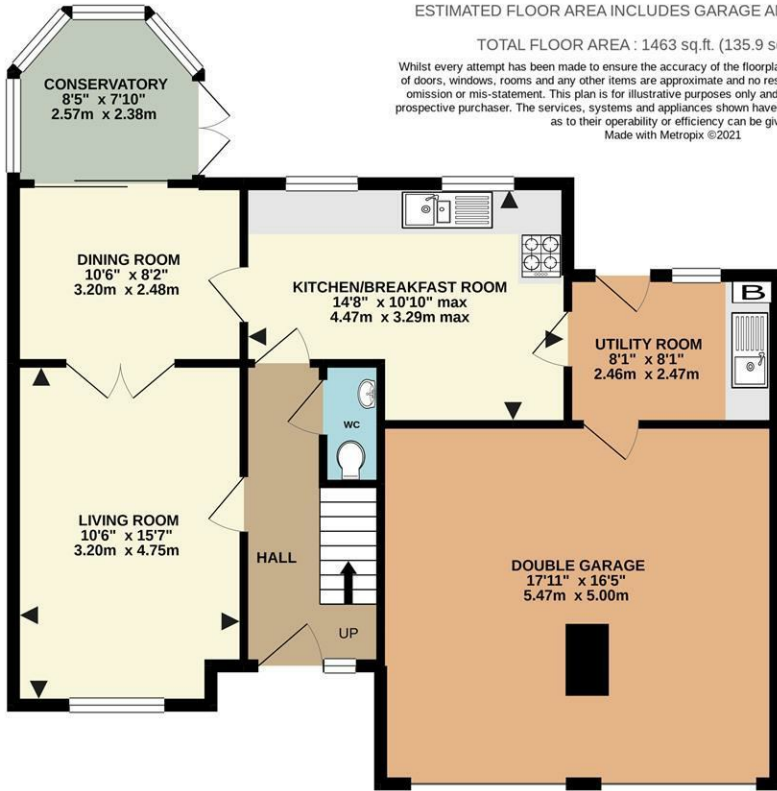 ESTIMATED FLOOR AREA INCLUDES GARAGE
TOTAL FLOOR AREA : 1463 sq.ft. (135.9
Whilst every attempt has been made to ensure the accuracy of the
of doors, windows, rooms and any other items are approximate and no
omission or mis-statement. This plan is for illustrative purposes only and
prospective purchaser. The services, systems and appliances shown have
as to their operability or efficiency can be
Made with Metropix ©2021
CONSERVATORY
8'5" x 7'10"
2.57m x 2.38m
DINING ROOM
10'6" x 8'2"
3.20m x 2.48m
KITCHEN/BREAKFAST ROOM
14'8" x 10'10" max
4.47m x 3.29m max
B
UTILITY ROOM
8'1" x 8'1"
2.46m x 2.47m
WC
LIVING ROOM
10'6" x 15'7"
3.20m x 4.75m
HALL
UP
DOUBLE GARAGE
17'11" x 16'5"
5.47m x 5.00m